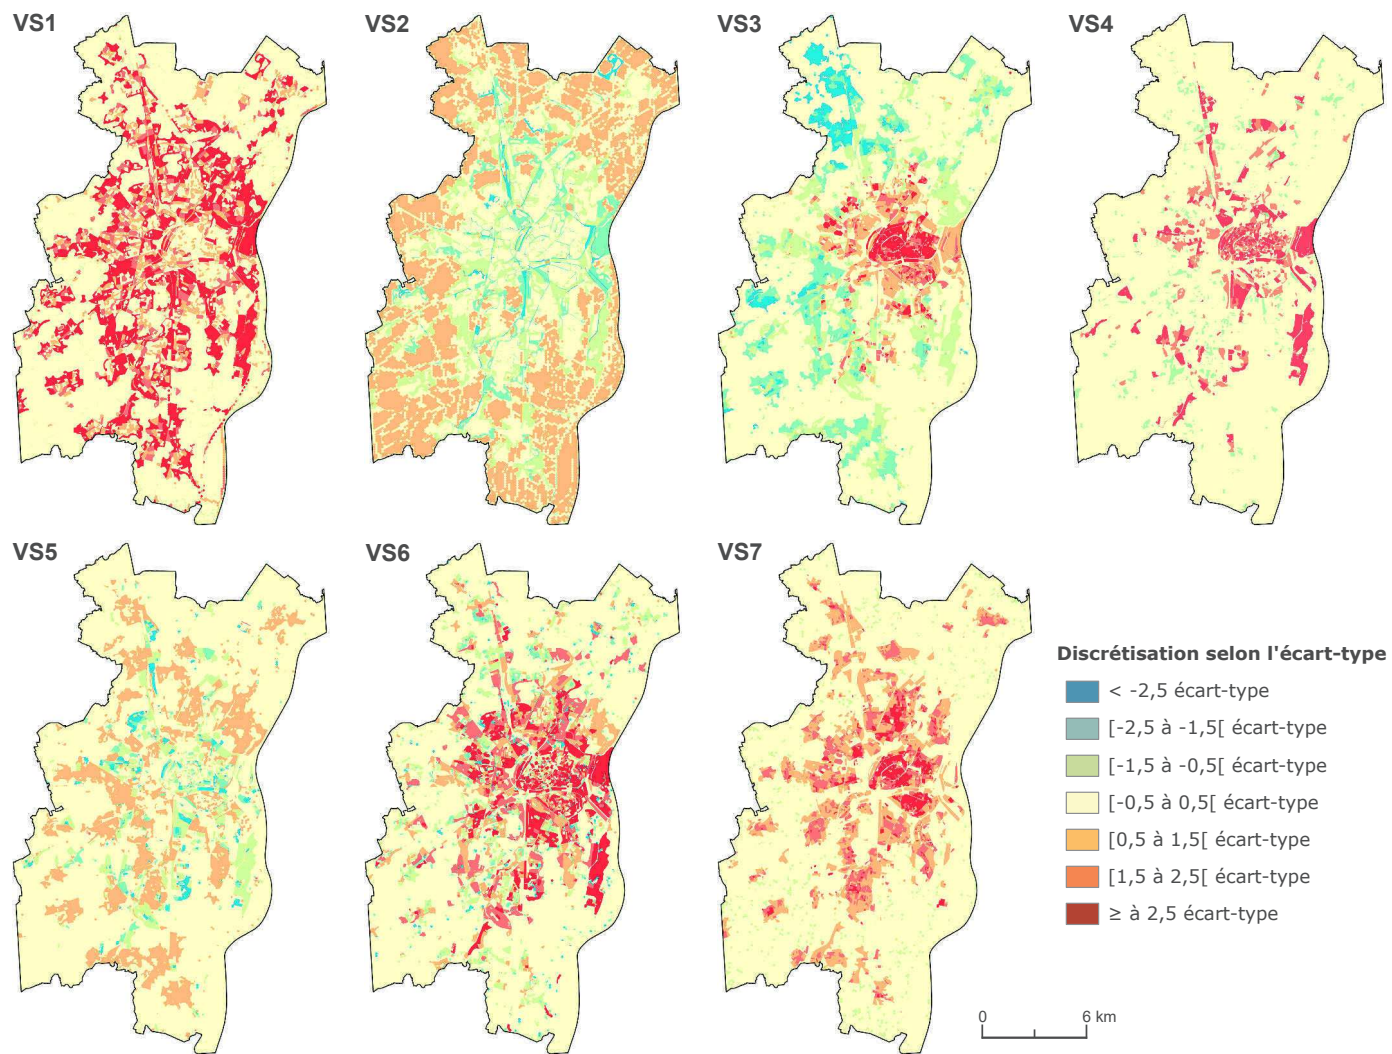 VS1
VS2
VS3
VS4
VS5
VS6
VS7
Discrétisation selon l'écart-type
< -2,5 écart-type
[-2,5 à -1,5[ écart-type
[-1,5 à -0,5[ écart-type
[-0,5 à 0,5[ écart-type
[0,5 à 1,5[ écart-type
[1,5 à 2,5[ écart-type
≥ à 2,5 écart-type
0 6 km